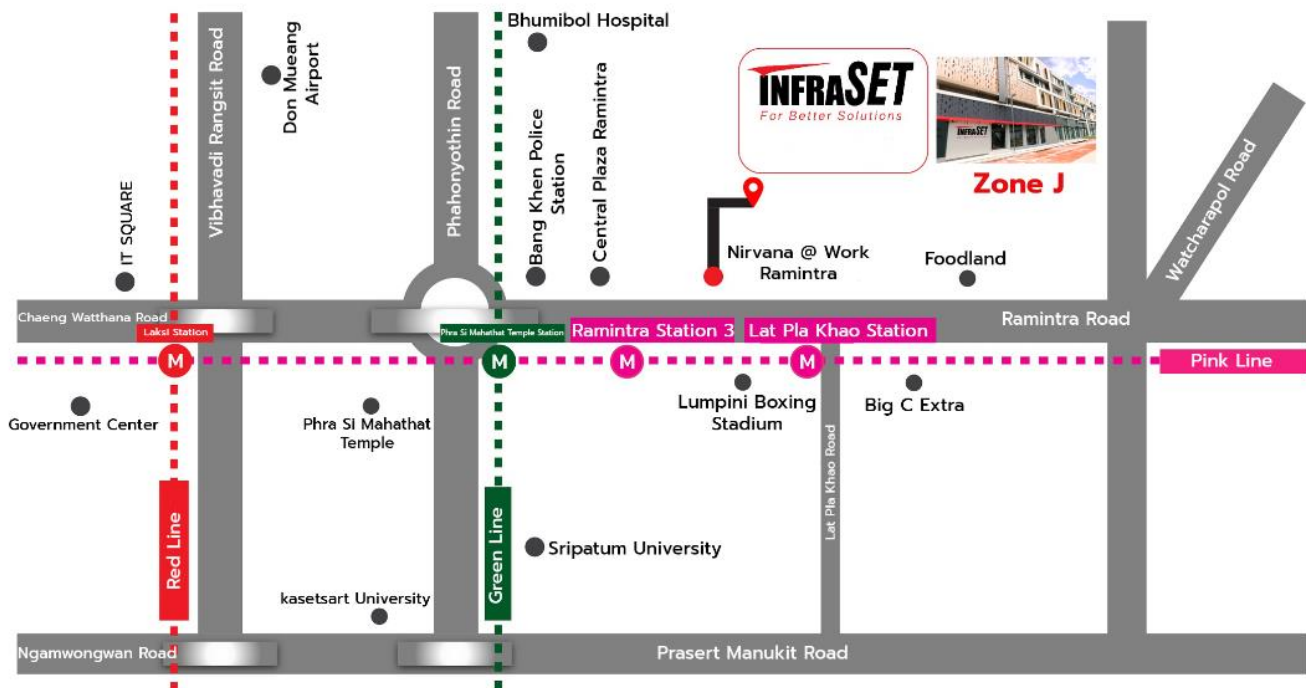 Bhumibol Hospital
Don Mueang
Airport
Vibhavadi Rangsit Road
Phahonyothin Road
INFRASET
For Better Solutions
INFRASET
Zone J
Bang Khen Police
Station
Central Plaza Ramintra
IT SQUARE
Watcharapol Road
Nirvana @ Work
Ramintra
Foodland
Chaeng Watthana Road
Laksi Station
Phra Si Mahathat Temple Station
Ramintra Station 3
Lat Pla Khao Station
Ramintra Road
M
M
M
M
Pink Line
Government Center
Phra Si Mahathat
Temple
Lumpini Boxing
Stadium
Big C Extra
Lat Pla Khao Road
Red Line
Green Line
Sripatum University
kasetsart University
Ngamwongwan Road
Prasert Manukit Road